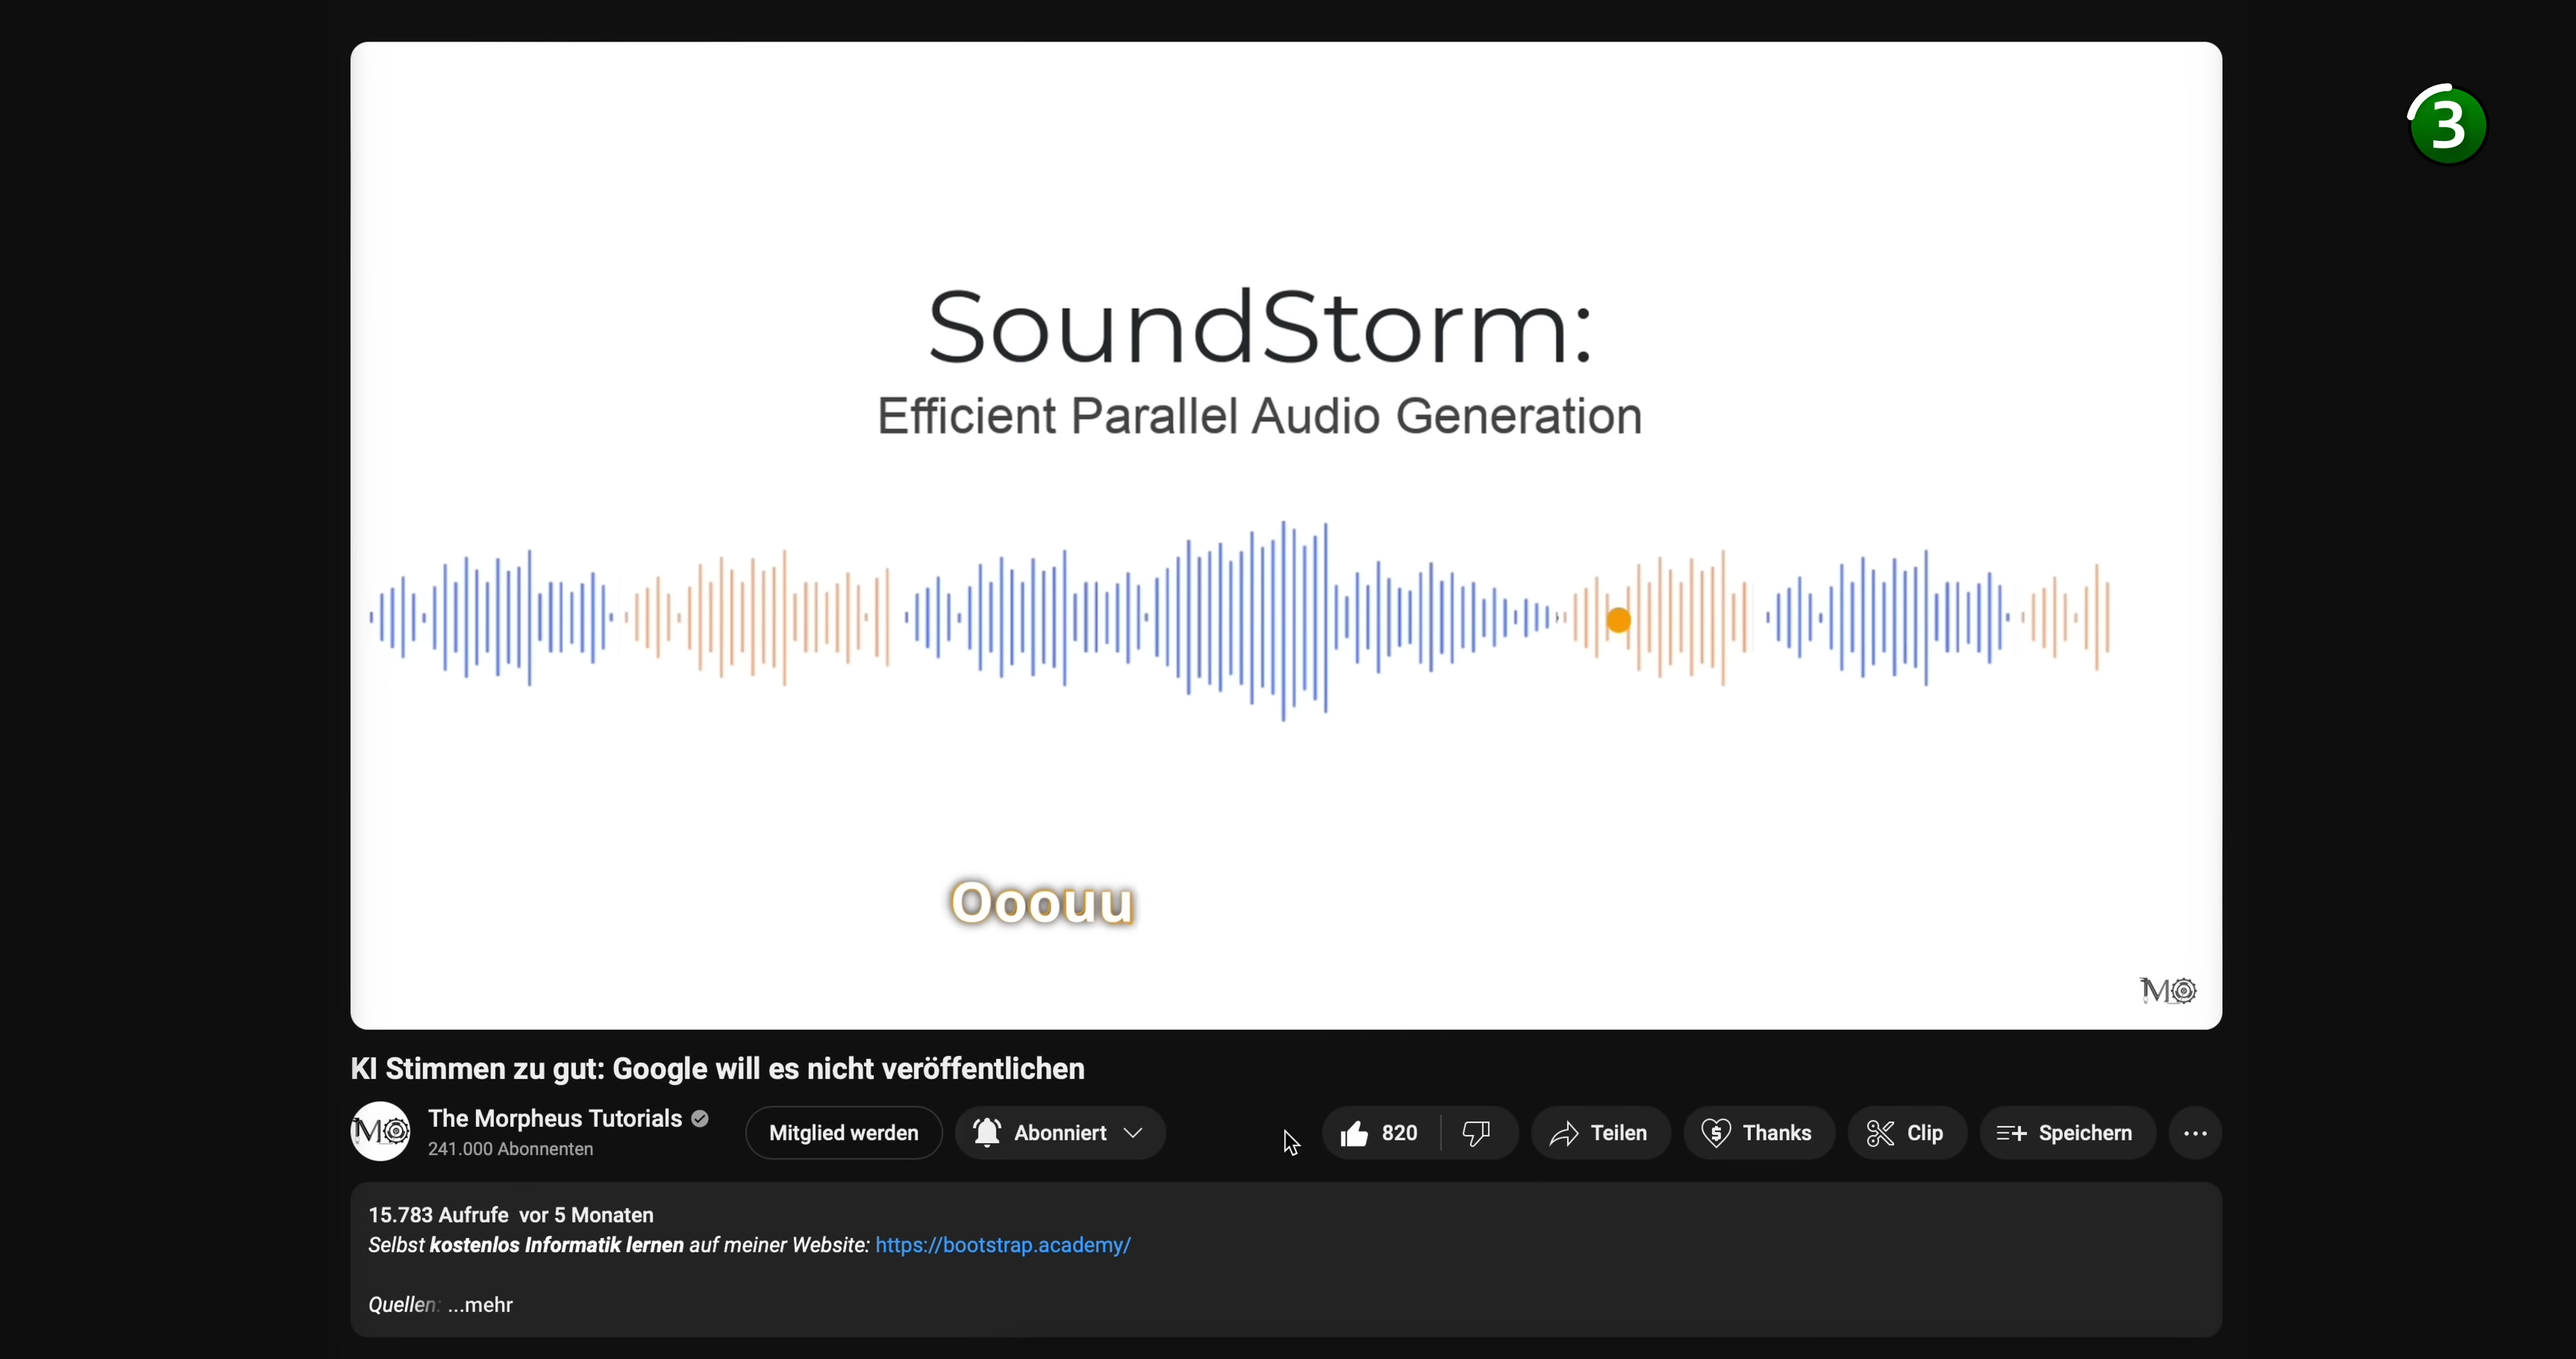 3
SoundStorm:
Efficient Parallel Audio Generation
Ooouu
MO
KI Stimmen zu gut: Google will es nicht veröffentlichen
MO
The Morpheus Tutorials
241.000 Abonnenten
Mitglied werden
Abonniert
820
Teilen
Thanks
Clip
Speichern
15.783 Aufrufe vor 5 Monaten
Selbst kostenlos Informatik lernen auf meiner Website: https://bootstrap.academy/
Quellen: ...mehr